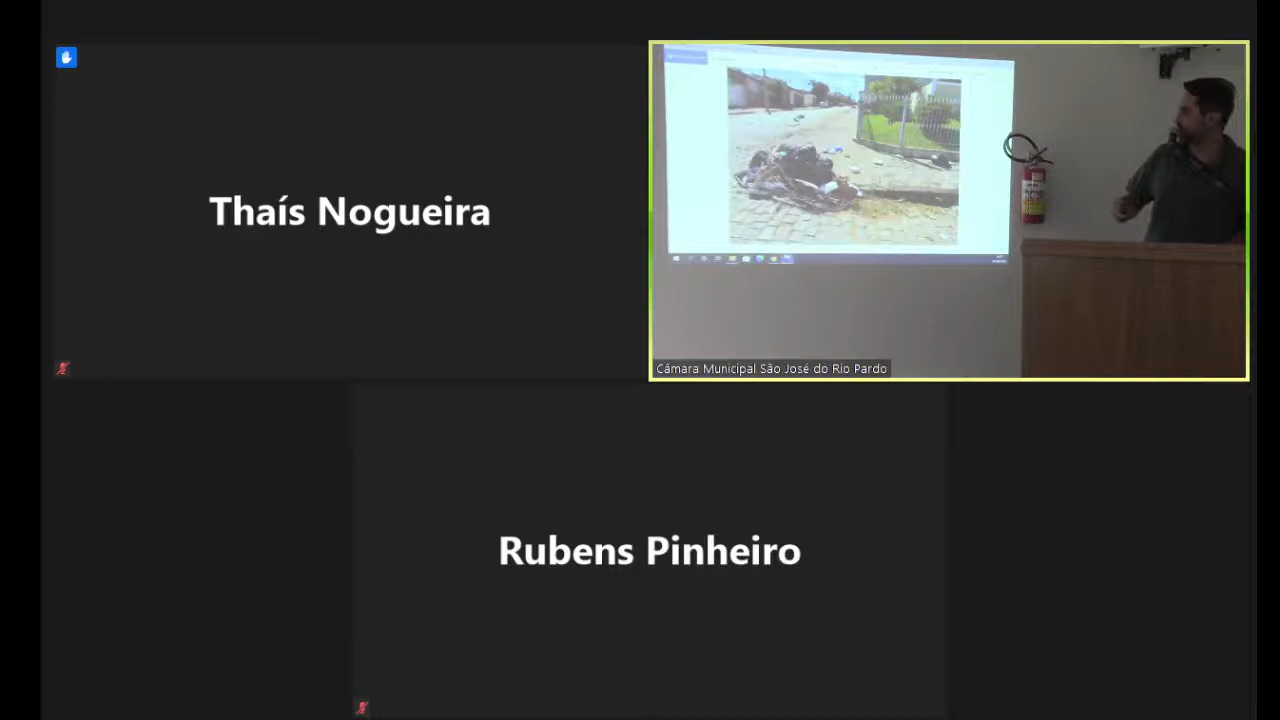 Thaís Nogueira
Câmara Municipal São José do Rio Pardo
Rubens Pinheiro